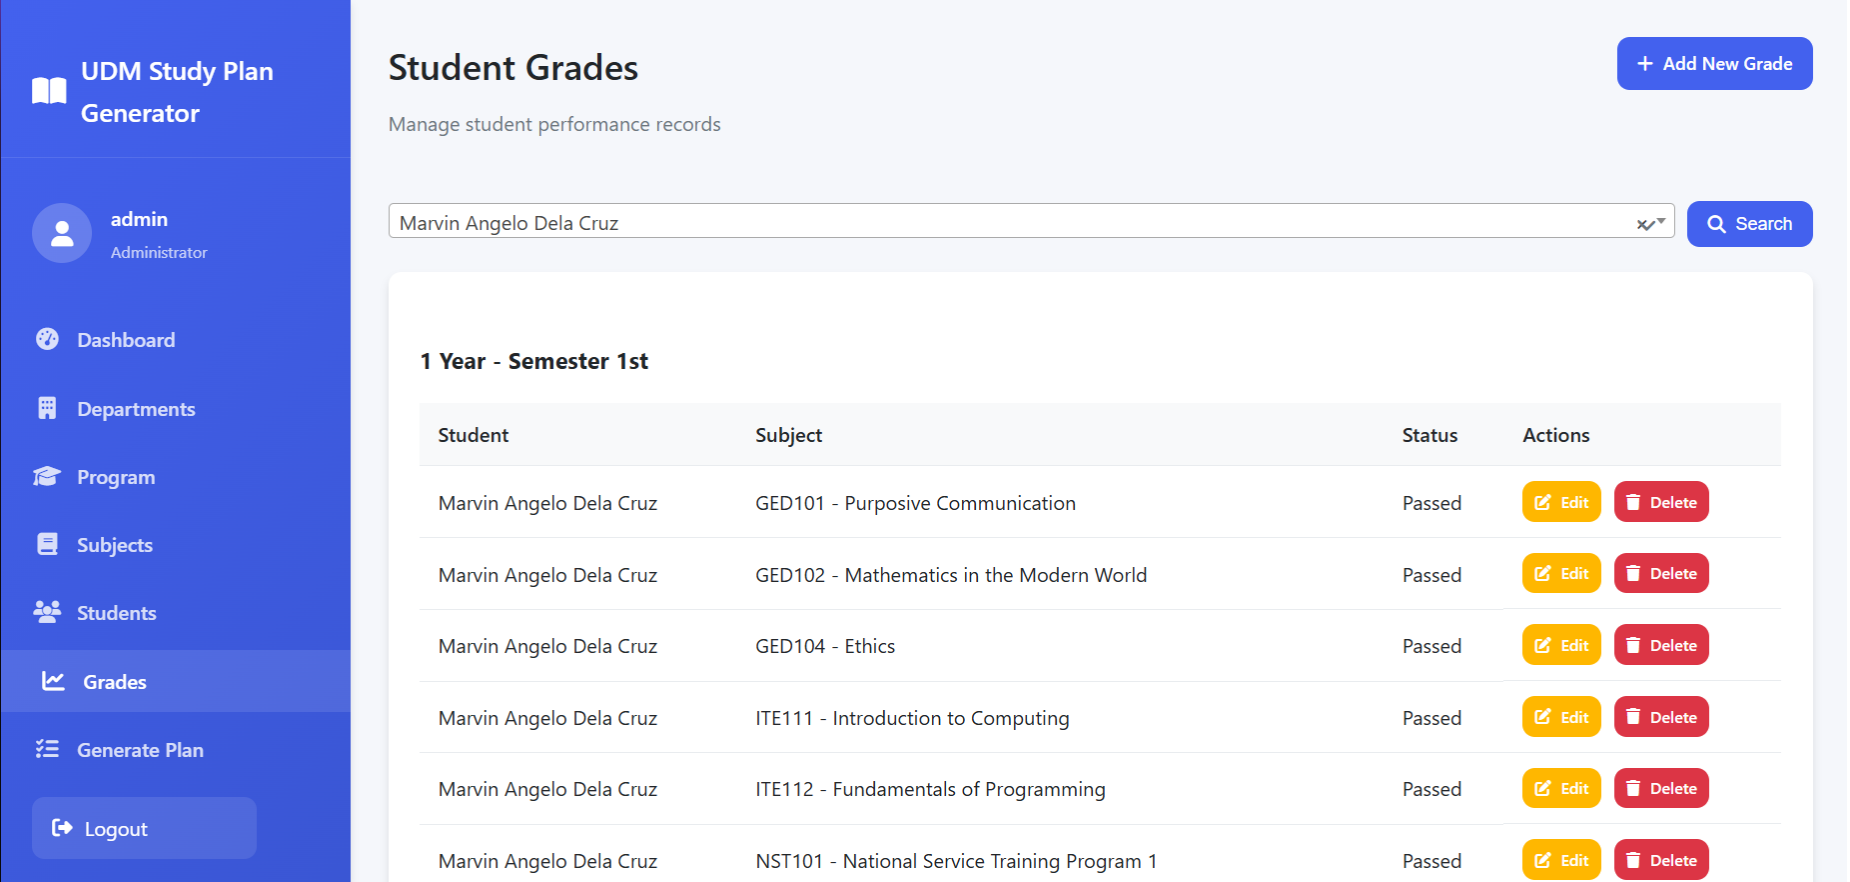 UDM Study Plan
Generator
admin
Administrator
Dashboard
Departments
Program
Subjects
Students
Grades
Generate Plan
Logout
Student Grades
Add New Grade
Manage student performance records
Marvin Angelo Dela Cruz
Search
1 Year - Semester 1st
Student Subject Status Actions
Marvin Angelo Dela Cruz GED101 - Purposive Communication Passed Edit Delete
Marvin Angelo Dela Cruz GED102 - Mathematics in the Modern World Passed Edit Delete
Marvin Angelo Dela Cruz GED104 - Ethics Passed Edit Delete
Marvin Angelo Dela Cruz ITE111 - Introduction to Computing Passed Edit Delete
Marvin Angelo Dela Cruz ITE112 - Fundamentals of Programming Passed Edit Delete
Marvin Angelo Dela Cruz NST101 - National Service Training Program 1 Passed Edit Delete